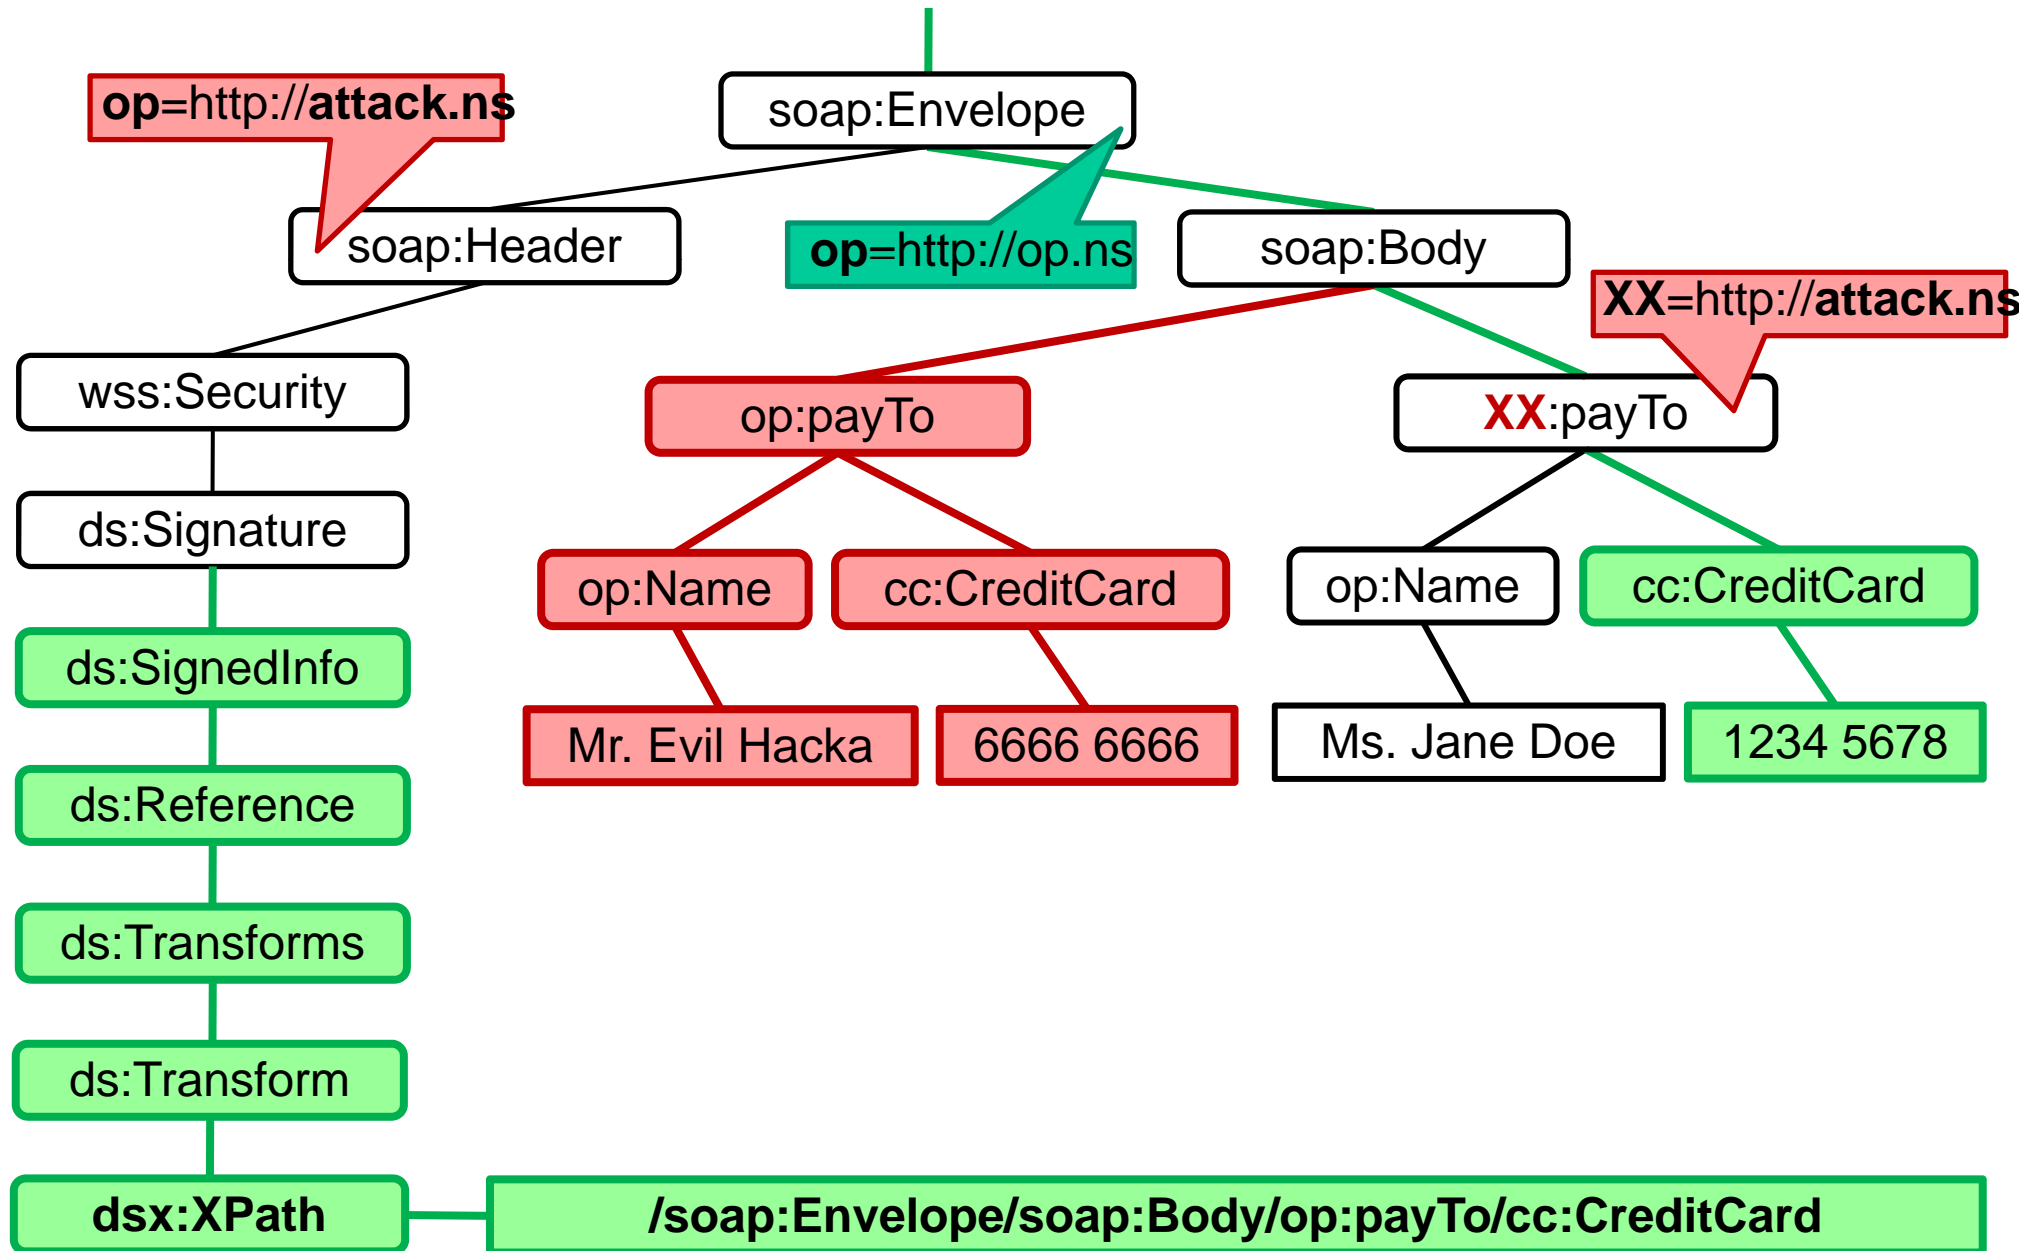 op=http://attack.ns
soap:Envelope
soap:Header
op=http://op.ns
soap:Body
XX=http://attack.ns
wss:Security
op:payTo
XX:payTo
ds:Signature
op:Name
cc:CreditCard
op:Name
cc:CreditCard
ds:SignedInfo
Mr. Evil Hacka
6666 6666
Ms. Jane Doe
1234 5678
ds:Reference
ds:Transforms
ds:Transform
dsx:XPath
/soap:Envelope/soap:Body/op:payTo/cc:CreditCard